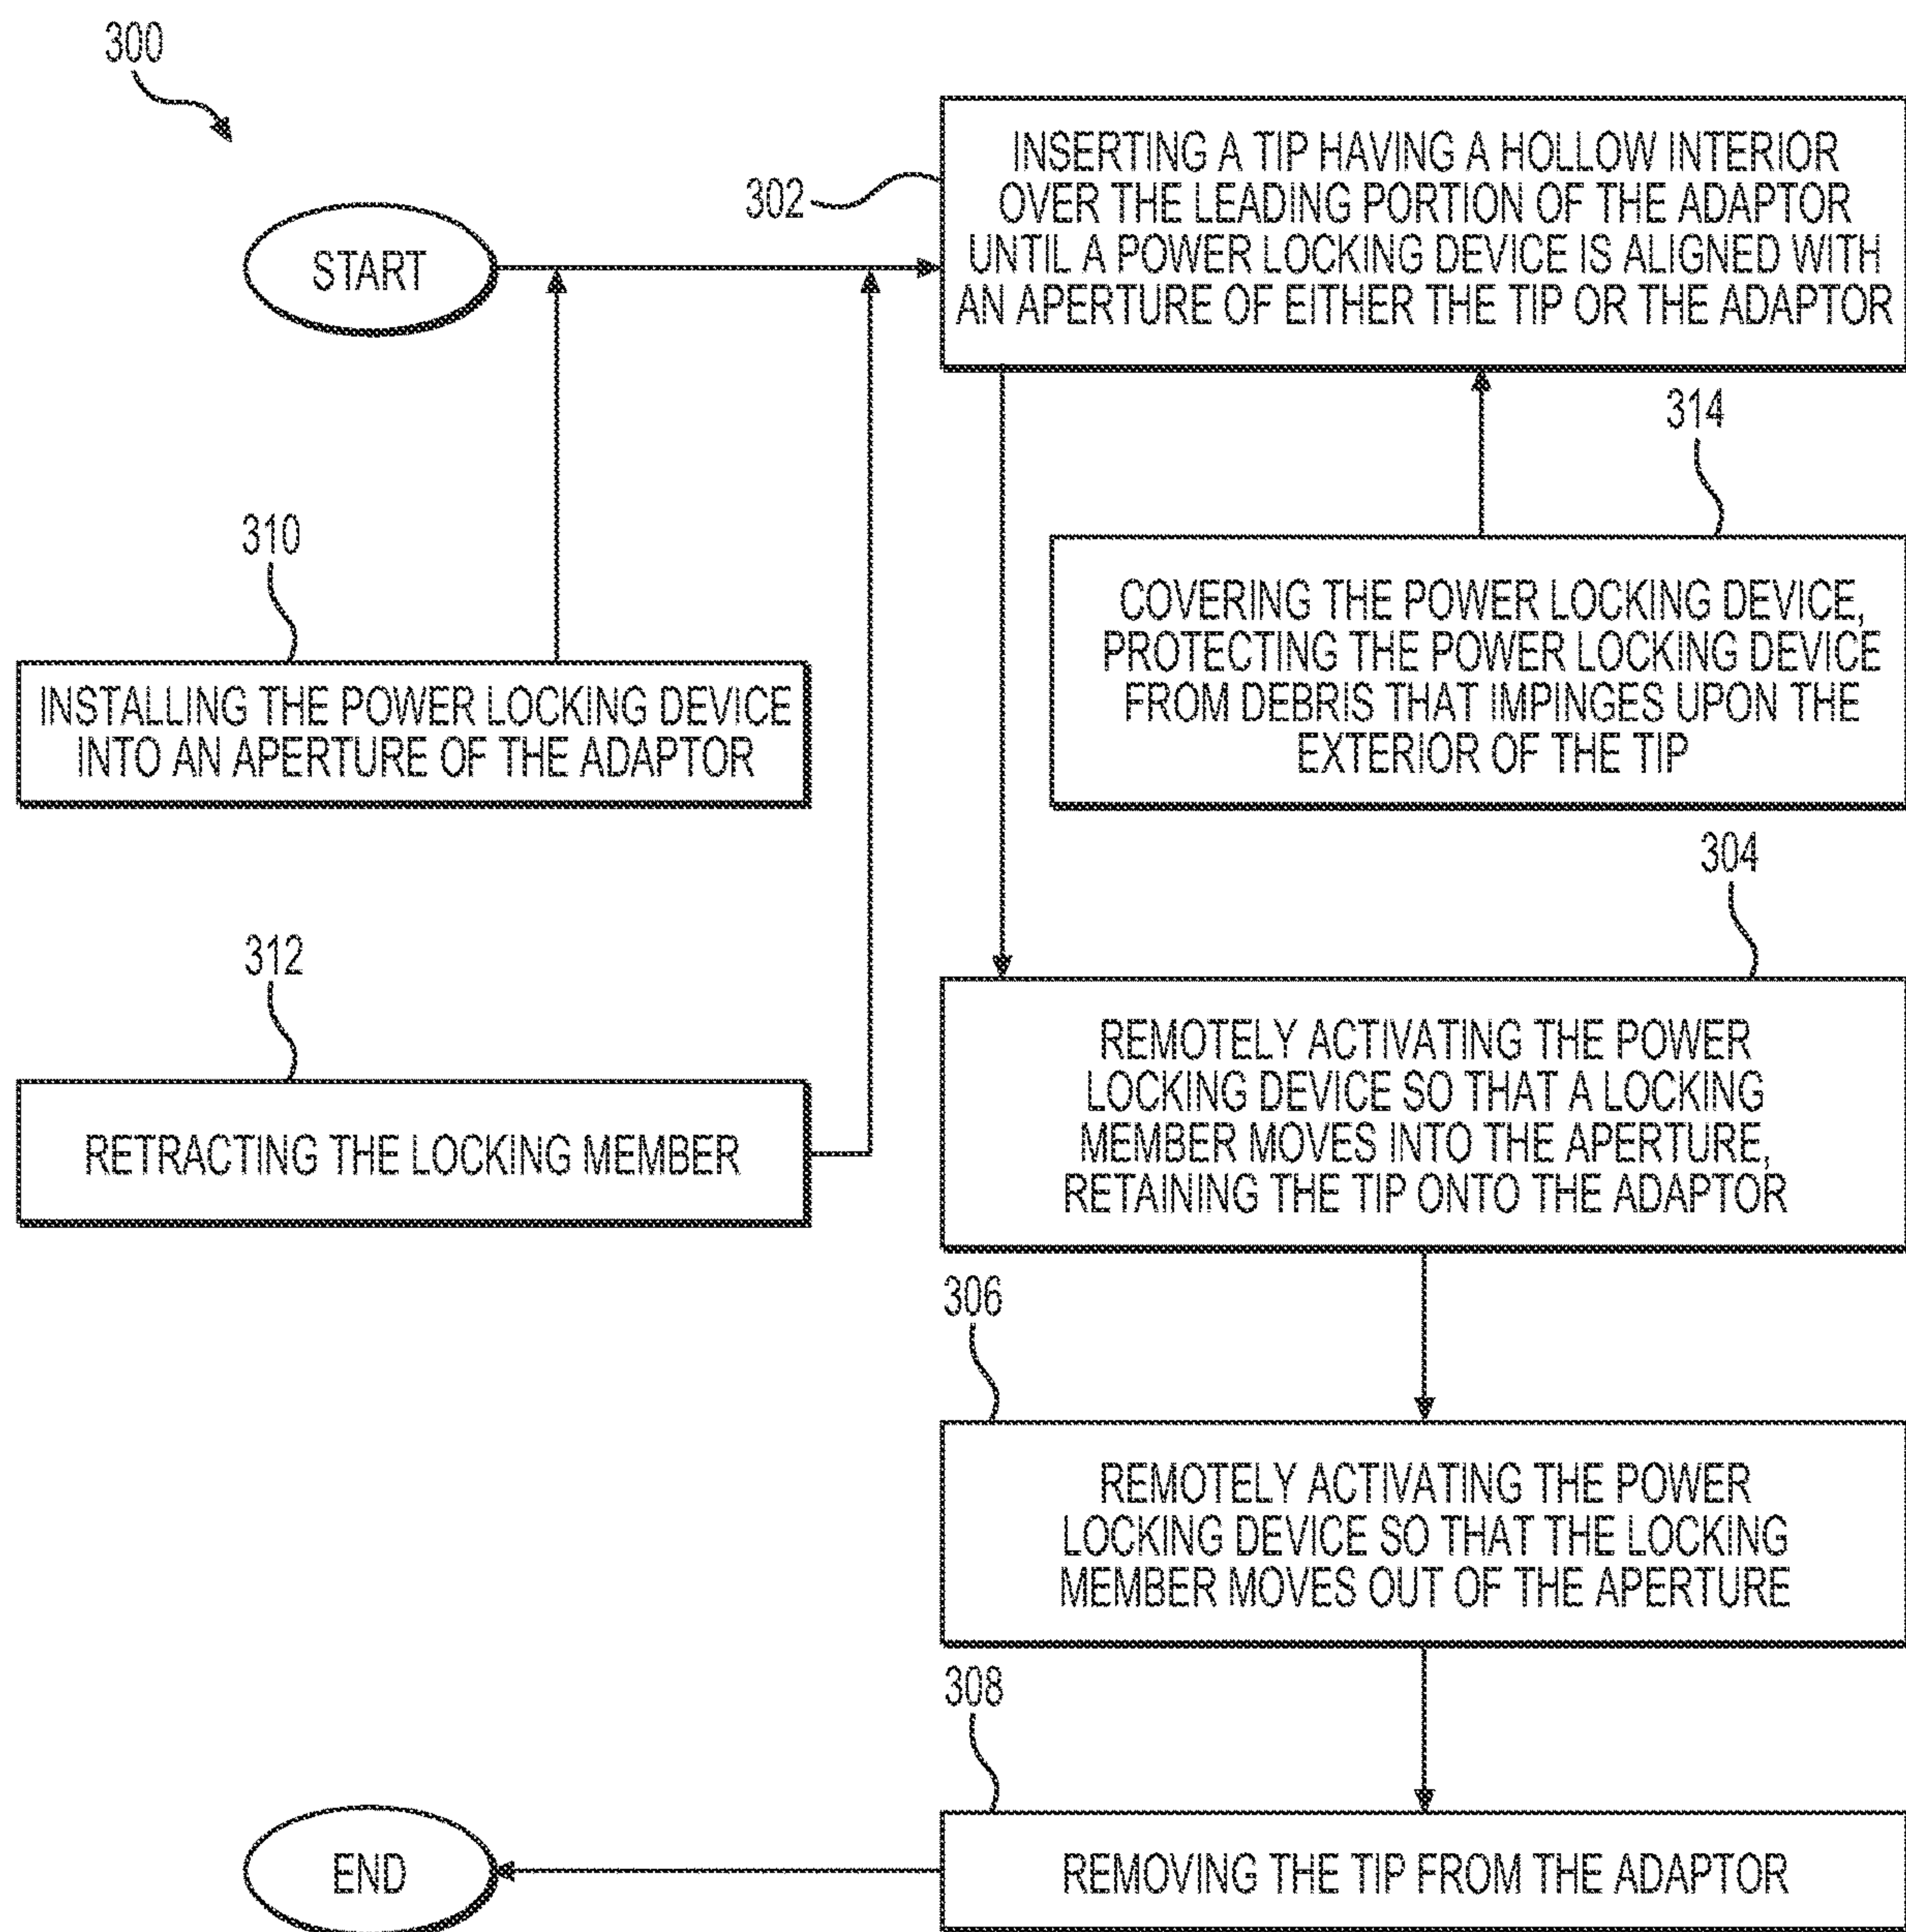 300
START
302
INSERTING A TIP HAVING A HOLLOW INTERIOR
OVER THE LEADING PORTION OF THE ADAPTOR
UNTIL A POWER LOCKING DEVICE IS ALIGNED WITH
AN APERTURE OF EITHER THE TIP OR THE ADAPTOR
314
COVERING THE POWER LOCKING DEVICE,
PROTECTING THE POWER LOCKING DEVICE
FROM DEBRIS THAT IMPINGES UPON THE
EXTERIOR OF THE TIP
310
INSTALLING THE POWER LOCKING DEVICE
INTO AN APERTURE OF THE ADAPTOR
312
RETRACTING THE LOCKING MEMBER
304
REMOTELY ACTIVATING THE POWER
LOCKING DEVICE SO THAT A LOCKING
MEMBER MOVES INTO THE APERTURE,
RETAINING THE TIP ONTO THE ADAPTOR
306
REMOTELY ACTIVATING THE POWER
LOCKING DEVICE SO THAT THE LOCKING
MEMBER MOVES OUT OF THE APERTURE
308
REMOVING THE TIP FROM THE ADAPTOR
END